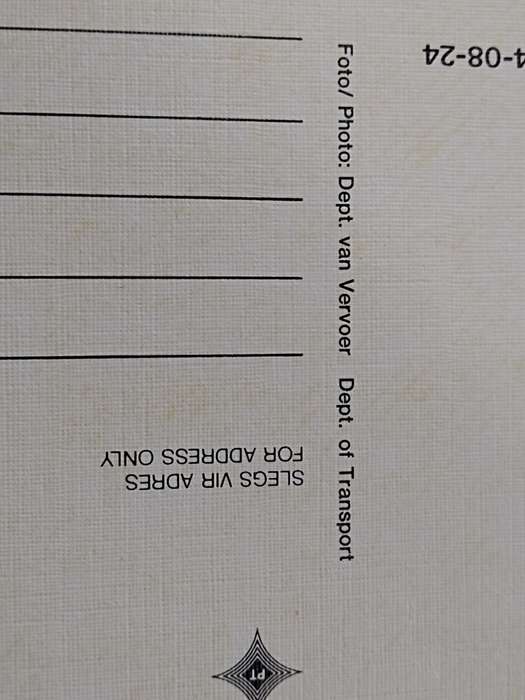 4-08-24
Foto/ Photo: Dept. van Vervoer Dept. of Transport
SLEGS VIR ADRES
FOR ADDRESS ONLY
PT